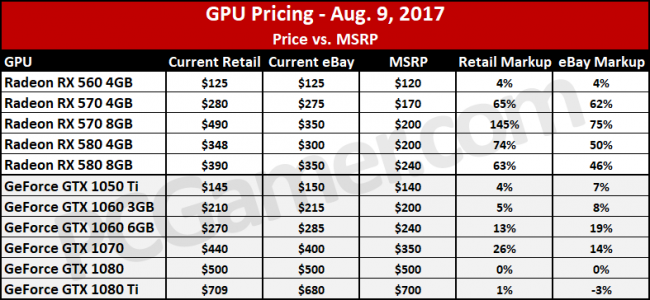 GPU Pricing - Aug. 9, 2017
Price vs. MSRP
GPU Current Retail Current eBay MSRP Retail Markup eBay Markup
Radeon RX 560 4GB $125 $125 $120 4% 4%
Radeon RX 570 4GB $280 $275 $170 65% 62%
Radeon RX 570 8GB $490 $350 $200 145% 75%
Radeon RX 580 4GB $348 $300 $200 74% 50%
Radeon RX 580 8GB $390 $350 $240 63% 46%
GeForce GTX 1050 Ti $145 $150 $140 4% 7%
GeForce GTX 1060 3GB $210 $215 $200 5% 8%
GeForce GTX 1060 6GB $270 $285 $240 13% 19%
GeForce GTX 1070 $440 $400 $350 26% 14%
GeForce GTX 1080 $500 $500 $500 0% 0%
GeForce GTX 1080 Ti $709 $680 $700 1% -3%
PCGamer.com